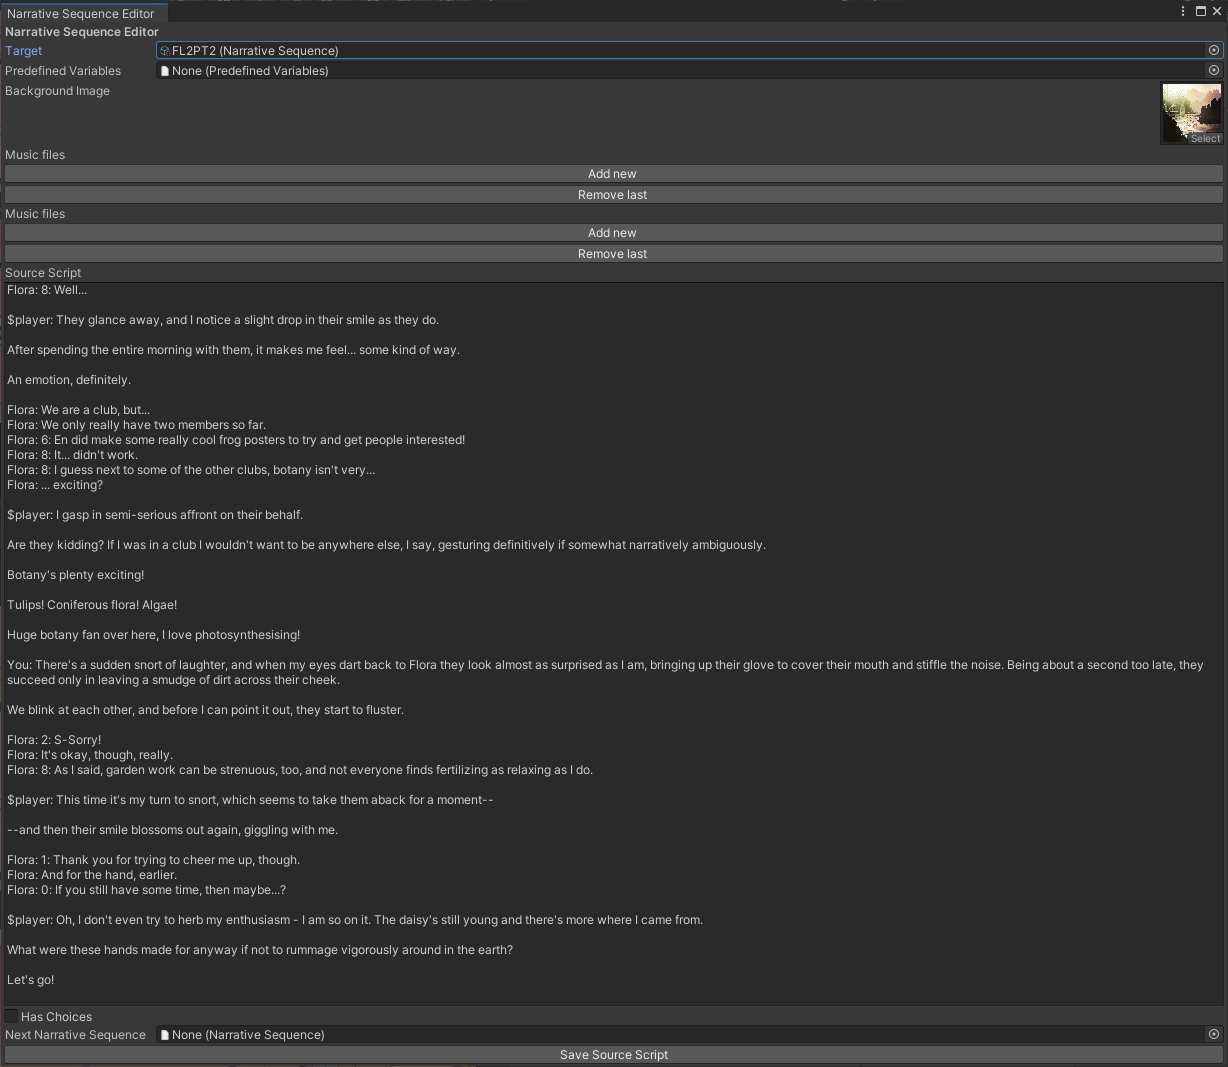 Narrative Sequence Editor
Narrative Sequence Editor
Target
FL2PT2 (Narrative Sequence)
Predefined Variables
None (Predefined Variables)
Background Image
Select
Music files
Add new
Remove last
Music files
Add new
Remove last
Source Script
Flora: 8: Well...
$player: They glance away, and I notice a slight drop in their smile as they do.
After spending the entire morning with them, it makes me feel... some kind of way.
An emotion, definitely.
Flora: We are a club, but...
Flora: We only really have two members so far.
Flora: 6: En did make some really cool frog posters to try and get people interested!
Flora: 8: It... didn't work.
Flora: 8: I guess next to some of the other clubs, botany isn't very...
Flora: ... exciting?
$player: I gasp in semi-serious affront on their behalf.
Are they kidding? If I was in a club I wouldn't want to be anywhere else, I say, gesturing definitively if somewhat narratively ambiguously.
Botany's plenty exciting!
Tulips! Coniferous flora! Algae!
Huge botany fan over here, I love photosynthesising!
You: There's a sudden snort of laughter, and when my eyes dart back to Flora they look almost as surprised as I am, bringing up their glove to cover their mouth and stiffle the noise. Being about a second too late, they
succeed only in leaving a smudge of dirt across their cheek.
We blink at each other, and before I can point it out, they start to fluster.
Flora: 2: S-Sorry!
Flora: It's okay, though, really.
Flora: 8: As I said, garden work can be strenuous, too, and not everyone finds fertilizing as relaxing as I do.
$player: This time it's my turn to snort, which seems to take them aback for a moment--
--and then their smile blossoms out again, giggling with me.
Flora: 1: Thank you for trying to cheer me up, though.
Flora: And for the hand, earlier.
Flora: 0: If you still have some time, then maybe...?
$player: Oh, I don't even try to herb my enthusiasm - I am so on it. The daisy's still young and there's more where I came from.
What were these hands made for anyway if not to rummage vigorously around in the earth?
Let's go!
Has Choices
Next Narrative Sequence
None (Narrative Sequence)
Save Source Script